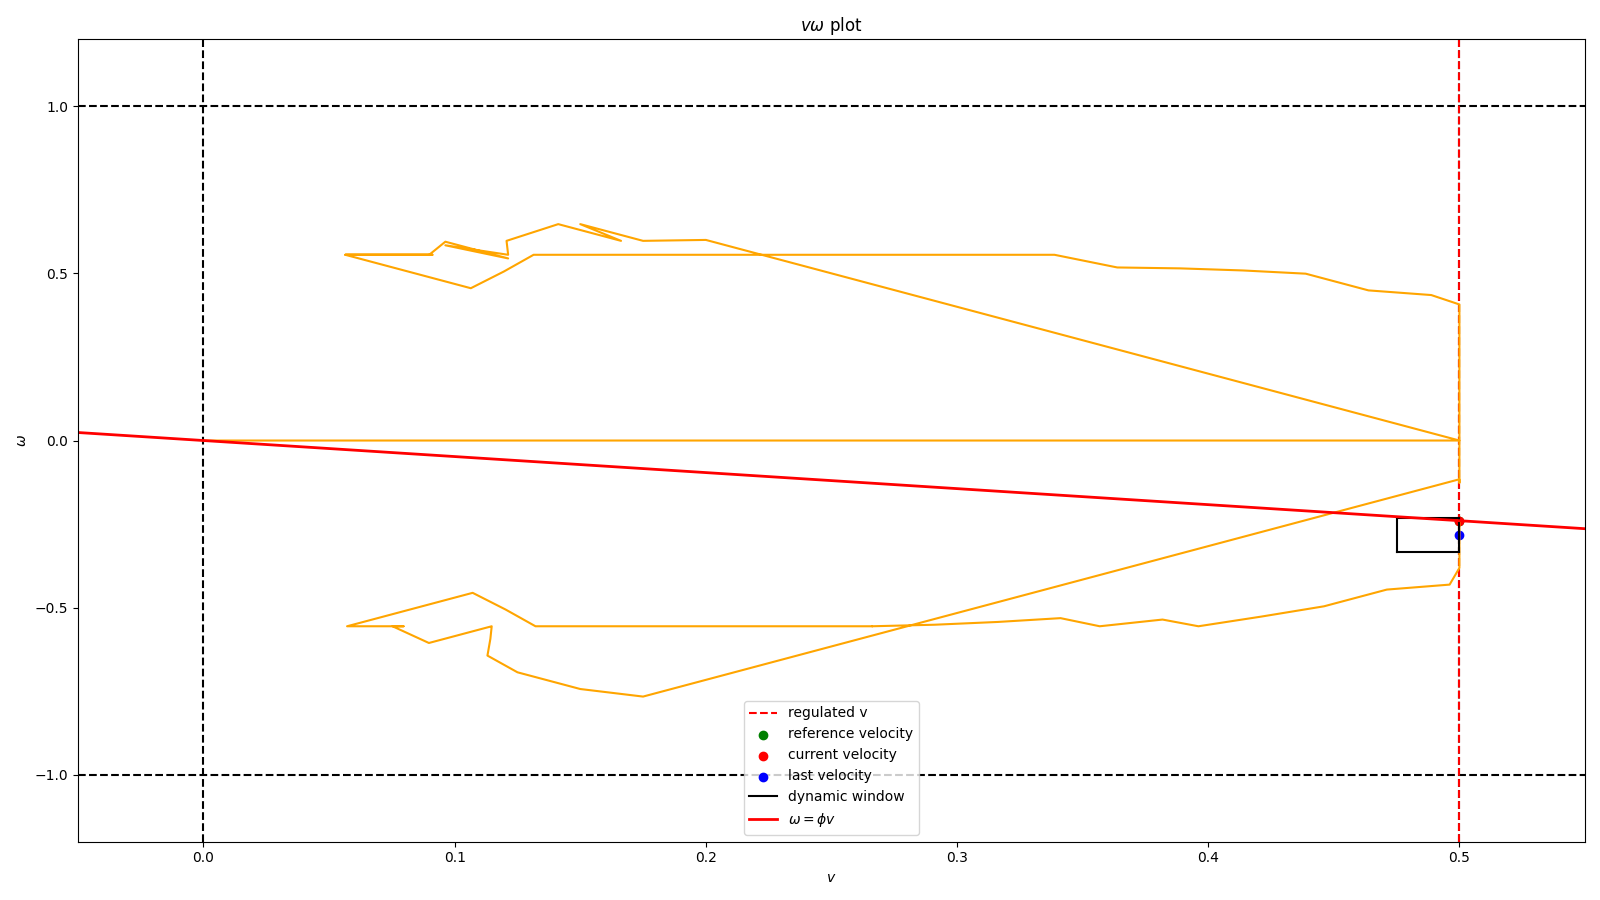 vω plot
1.0
0.5
0.0
−0.5
−1.0
ω
regulated v
reference velocity
current velocity
last velocity
dynamic window
ω = ϕv
0.0 0.1 0.2 0.3 0.4 0.5
v